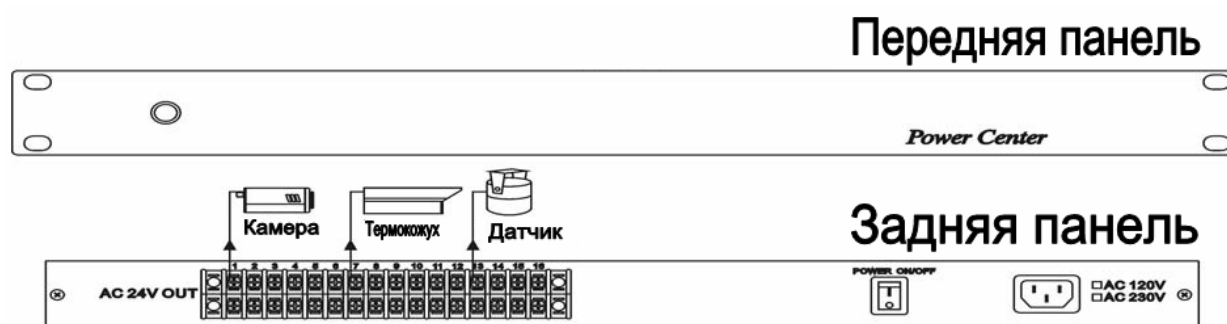 Передняя панель
Power Center
Камера
Термокожух
Датчик
Задняя панель
1 2 3 4 5 6 7 8 9 10 11 12 13 14 15 16
POWER ON/OFF
AC 24V OUT
□AC 120V
□AC 230V